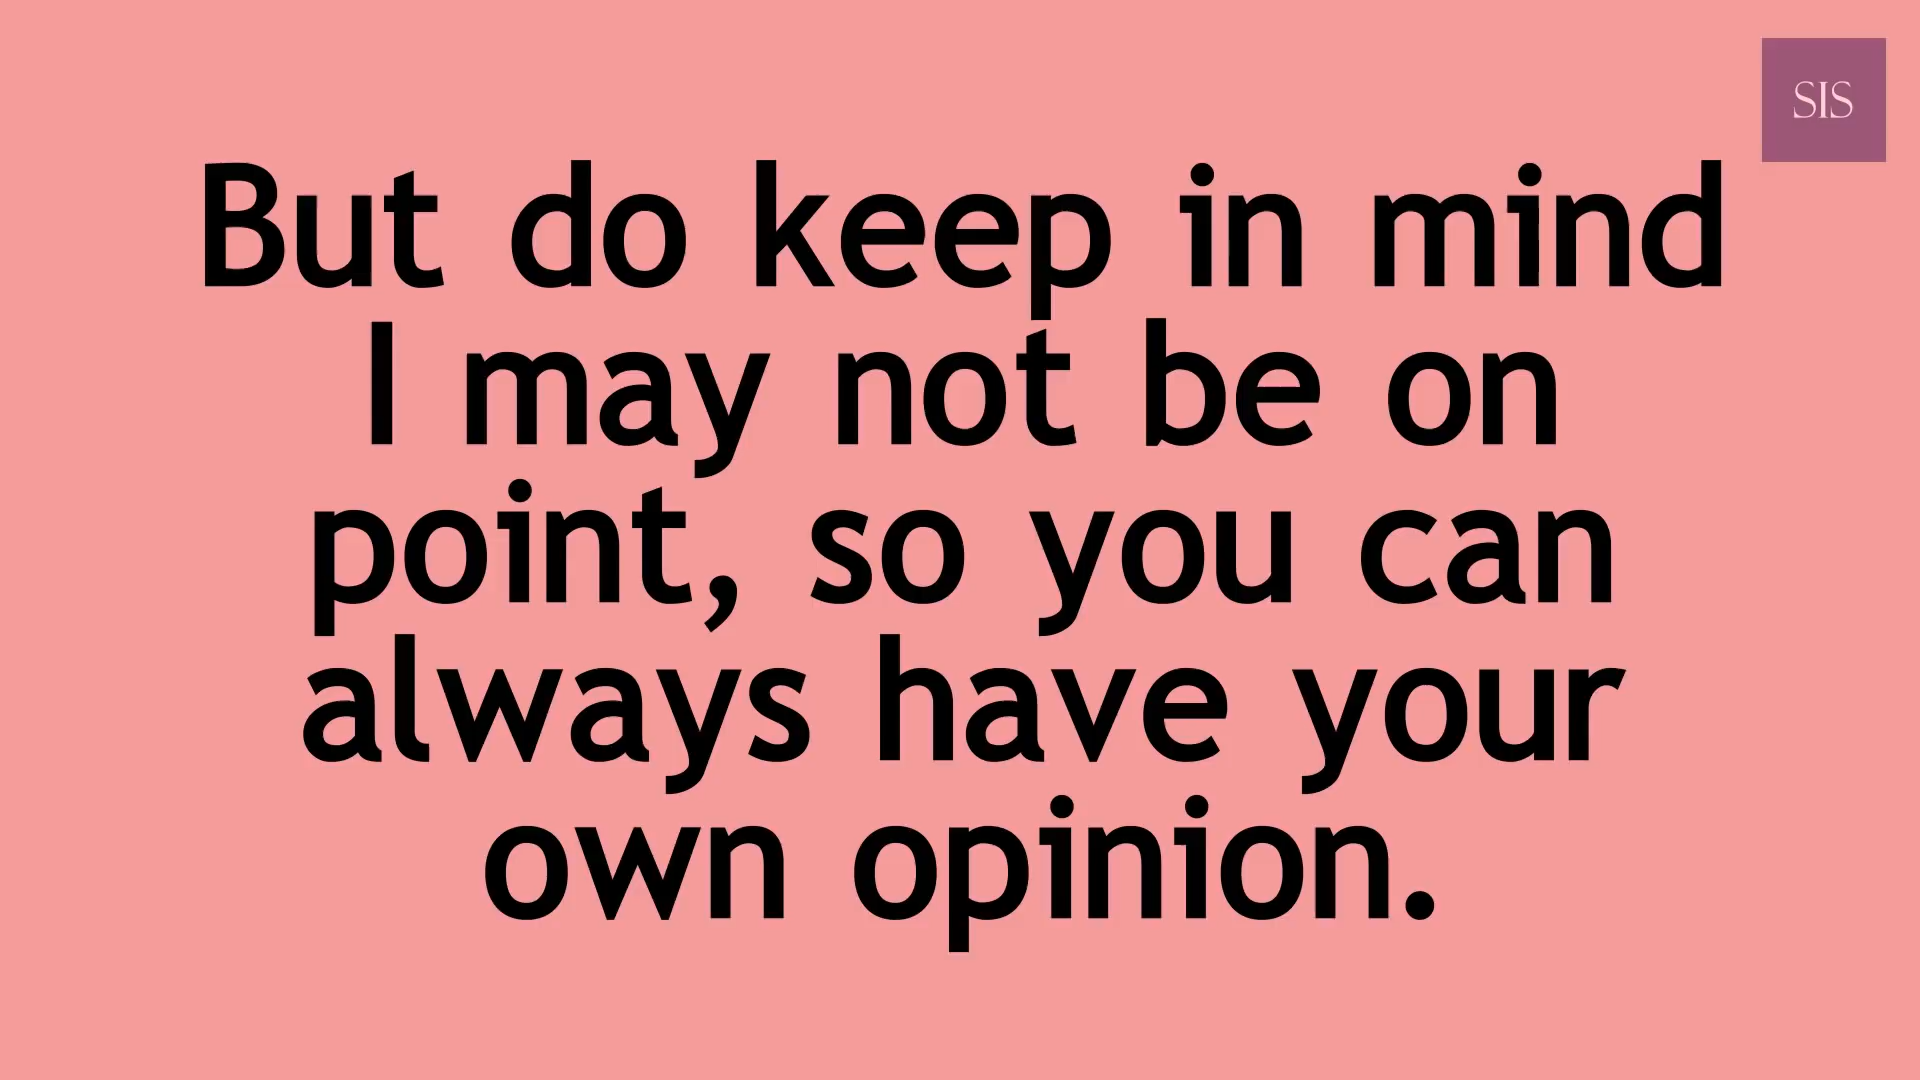 SIS
But do keep in mind
I may not be on
point, so you can
always have your
own opinion.